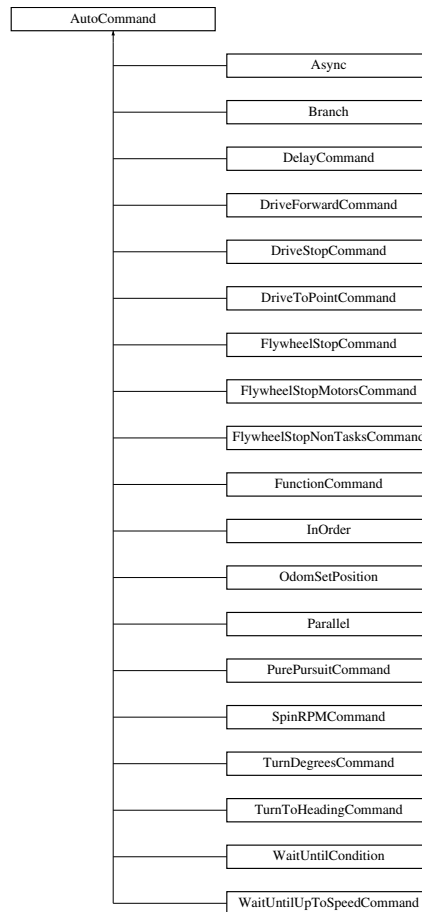 AutoCommand
Async
Branch
DelayCommand
DriveForwardCommand
DriveStopCommand
DriveToPointCommand
FlywheelStopCommand
FlywheelStopMotorsCommand
FlywheelStopNonTasksCommand
FunctionCommand
InOrder
OdomSetPosition
Parallel
PurePursuitCommand
SpinRPMCommand
TurnDegreesCommand
TurnToHeadingCommand
WaitUntilCondition
WaitUntilUpToSpeedCommand